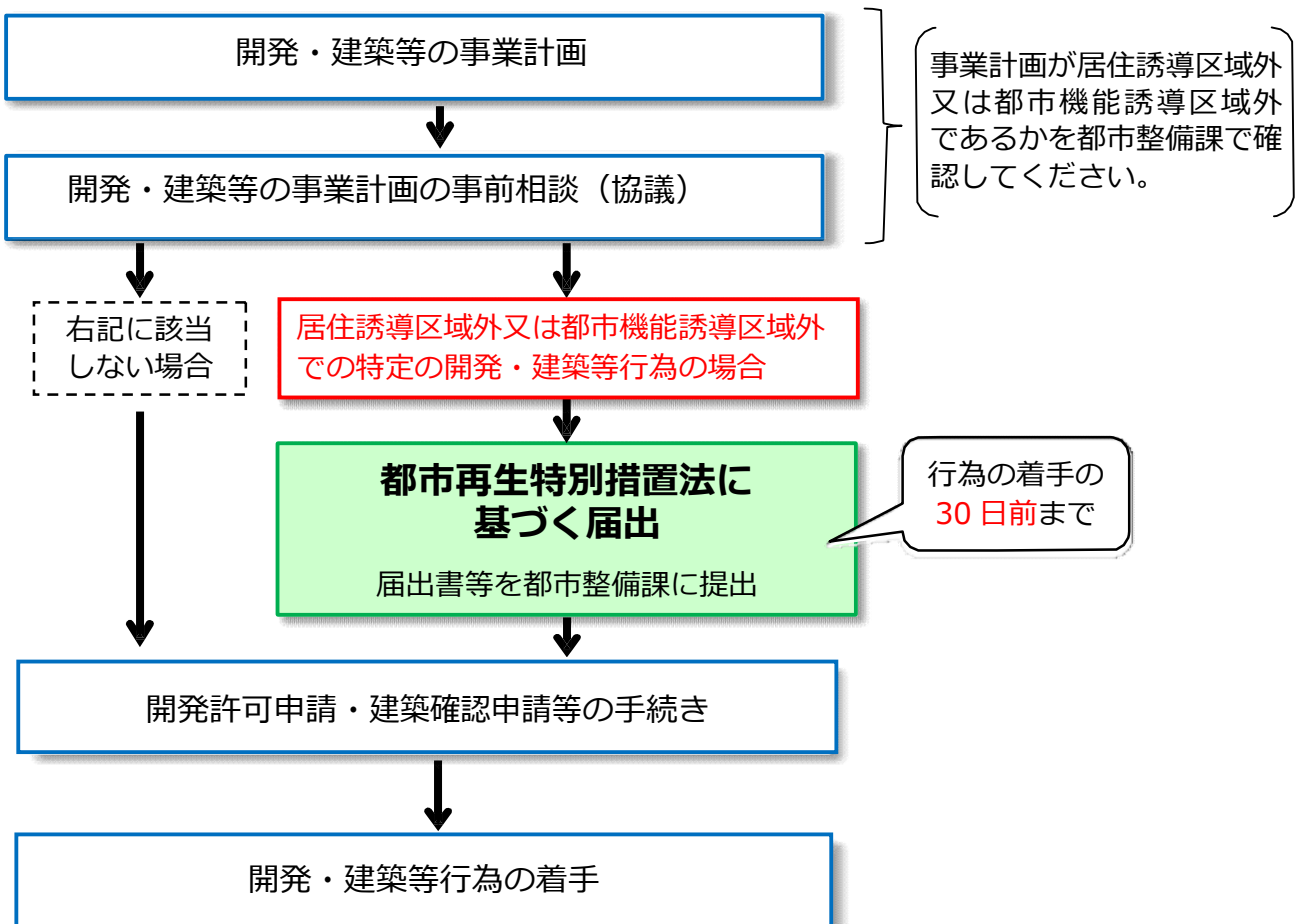 開発・建築等の事業計画
事業計画が居住誘導区域外
又は都市機能誘導区域外
であるかを都市整備課で確
認してください。
開発・建築等の事業計画の事前相談（協議）
右記に該当
しない場合
居住誘導区域外又は都市機能誘導区域外
での特定の開発・建築等行為の場合
都市再生特別措置法に
基づく届出
届出書等を都市整備課に提出
行為の着手の
30日前まで
開発許可申請・建築確認申請等の手続き
開発・建築等行為の着手